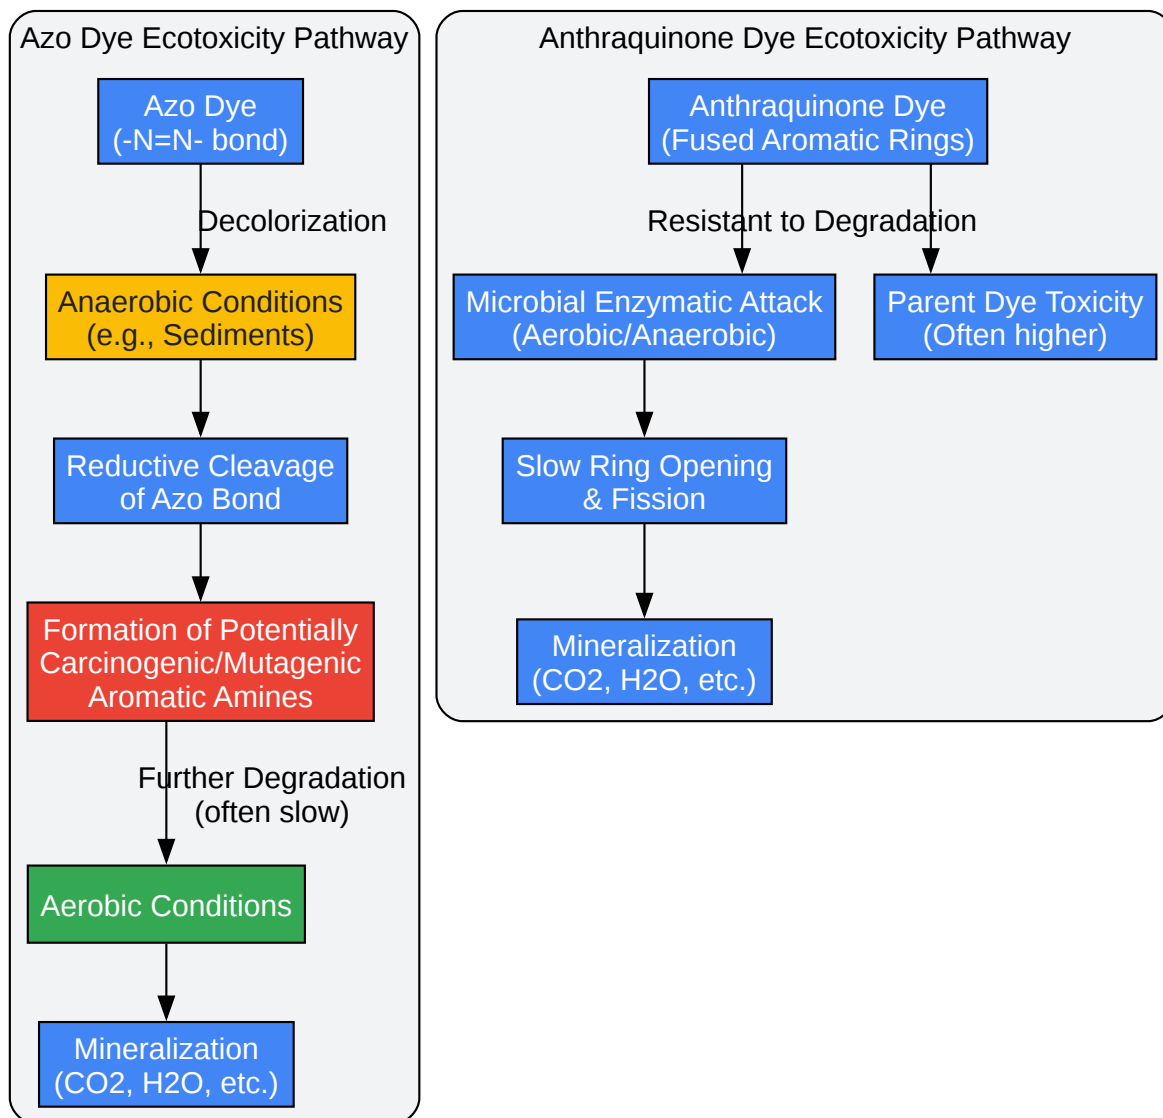 Azo Dye Ecotoxicity Pathway
Azo Dye
(-N=N- bond)
Decolorization
Anaerobic Conditions
(e.g., Sediments)
Reductive Cleavage
of Azo Bond
Formation of Potentially
Carcinogenic/Mutagenic
Aromatic Amines
Further Degradation
(often slow)
Aerobic Conditions
Mineralization
(CO2, H2O, etc.)
Anthraquinone Dye Ecotoxicity Pathway
Anthraquinone Dye
(Fused Aromatic Rings)
Resistant to Degradation
Microbial Enzymatic Attack
(Aerobic/Anaerobic)
Parent Dye Toxicity
(Often higher)
Slow Ring Opening
& Fission
Mineralization
(CO2, H2O, etc.)